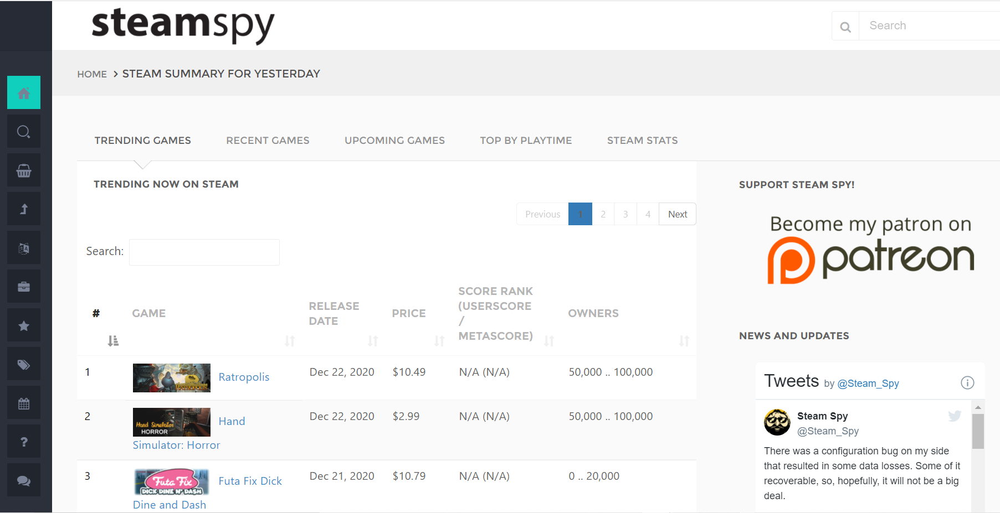 steamspy
Search
HOME > STEAM SUMMARY FOR YESTERDAY
TRENDING GAMES RECENT GAMES UPCOMING GAMES TOP BY PLAYTIME STEAM STATS
TRENDING NOW ON STEAM
Previous 1 2 3 4 Next
Search:
# GAME RELEASE DATE PRICE SCORE RANK (USERSCORE / METASCORE) OWNERS
1 RATROPOLIS Ratropolis Dec 22, 2020 $10.49 N/A (N/A) 50,000 .. 100,000
2 Hand Simulator HORROR Hand Simulator: Horror Dec 22, 2020 $2.99 N/A (N/A) 50,000 .. 100,000
3 Futa Fix DICK DINE N' DASH Futa Fix Dick Dine and Dash Dec 21, 2020 $10.79 N/A (N/A) 0 .. 20,000
SUPPORT STEAM SPY!
Become my patron on
patreon
NEWS AND UPDATES
Tweets by @Steam_Spy
Steam Spy
@Steam_Spy
There was a configuration bug on my side
that resulted in some data losses. Some of it
recoverable, so, hopefully, it will not be a big
deal.